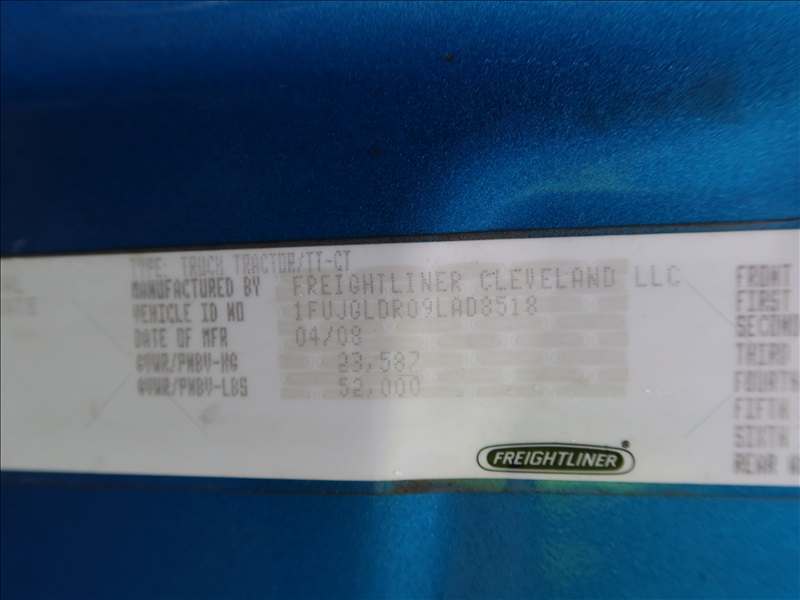 TYPE: TRUCK TRACTOR/TT-CT
MANUFACTURED BY FREIGHTLINER CLEVELAND LLC
VEHICLE ID NO 1FUJGLDR09LAD8518
DATE OF MFR 04/08
GVWR/PNBV-KG 23,587
GVWR/PNBV-LBS 52,000
FREIGHTLINER®
FRONT
FIRST
SECOND
THIRD
FOURTH
FIFTH
SIXTH
REAR A